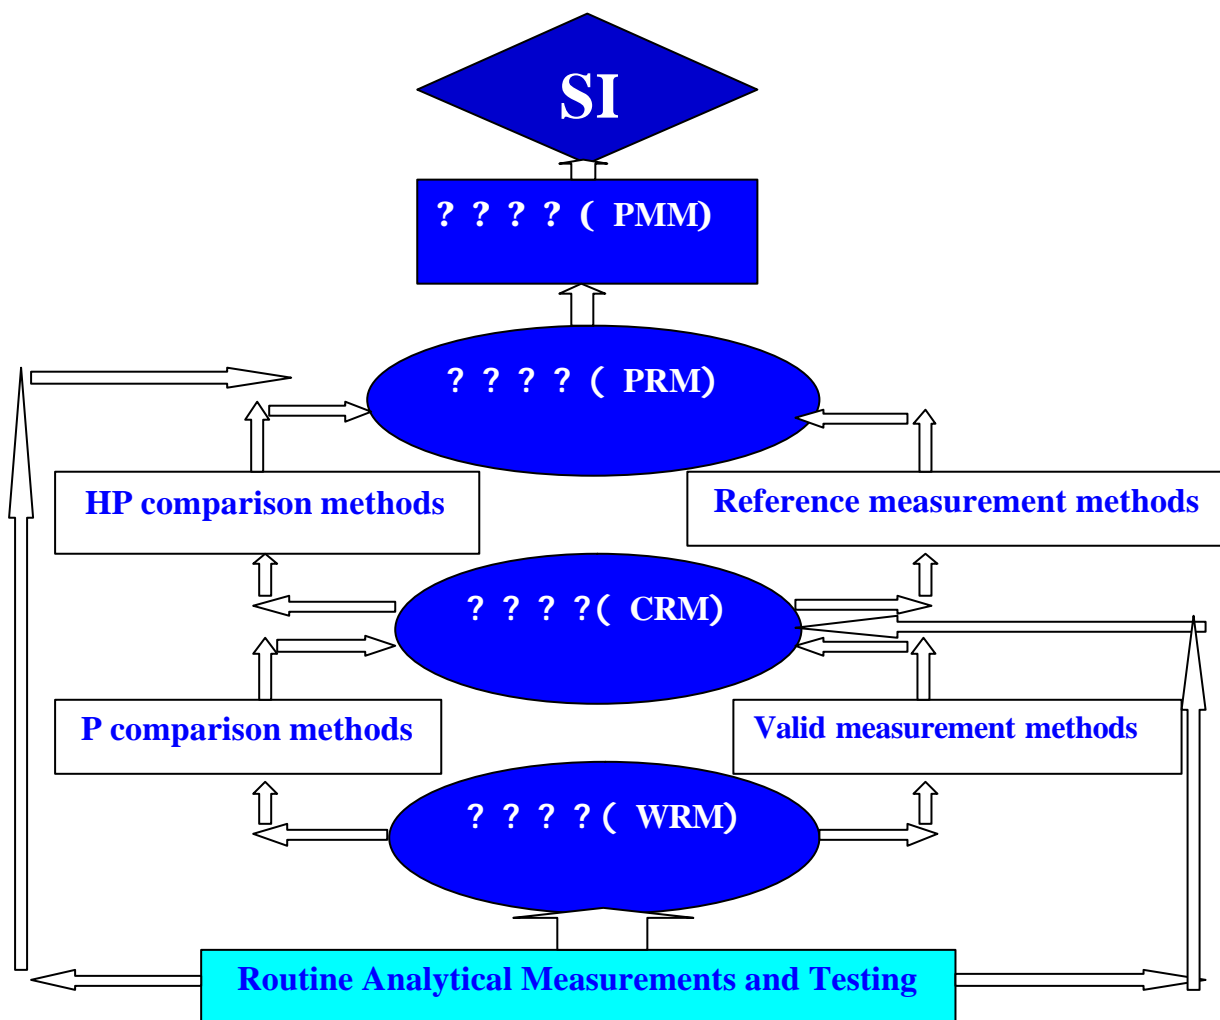 SI
? ? ? ? ( PMM)
? ? ? ? ( PRM)
HP comparison methods
Reference measurement methods
? ? ? ?( CRM)
P comparison methods
Valid measurement methods
? ? ? ? ( WRM)
Routine Analytical Measurements and Testing